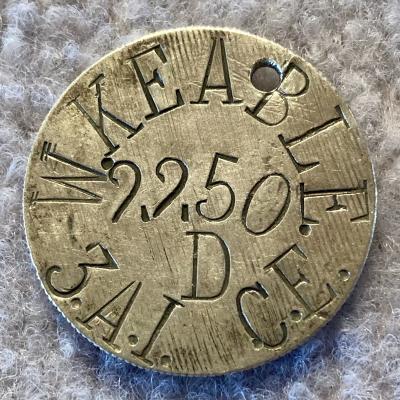 W. KEABLE.
2250.
D
3.A.I. C.E.